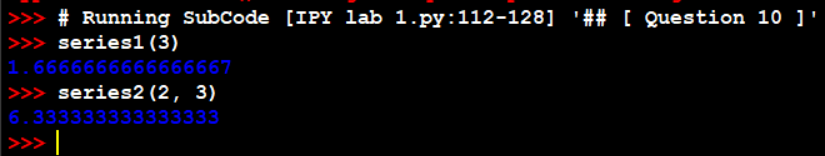 >>> # Running SubCode [IPY lab 1.py:112-128] '## [ Question 10 ]'
>>> series1(3)
1.6666666666666667
>>> series2(2, 3)
6.333333333333333
>>>